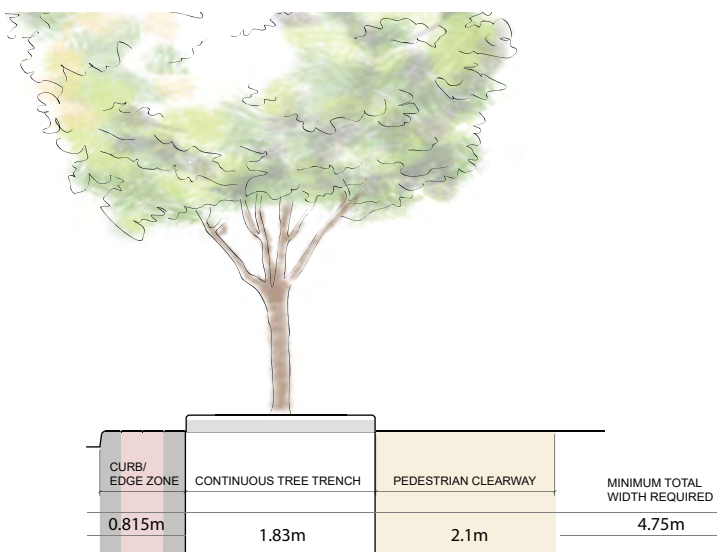 CURB/
EDGE ZONE
CONTINUOUS TREE TRENCH
PEDESTRIAN CLEARWAY
MINIMUM TOTAL
WIDTH REQUIRED
0.815m
1.83m
2.1m
4.75m